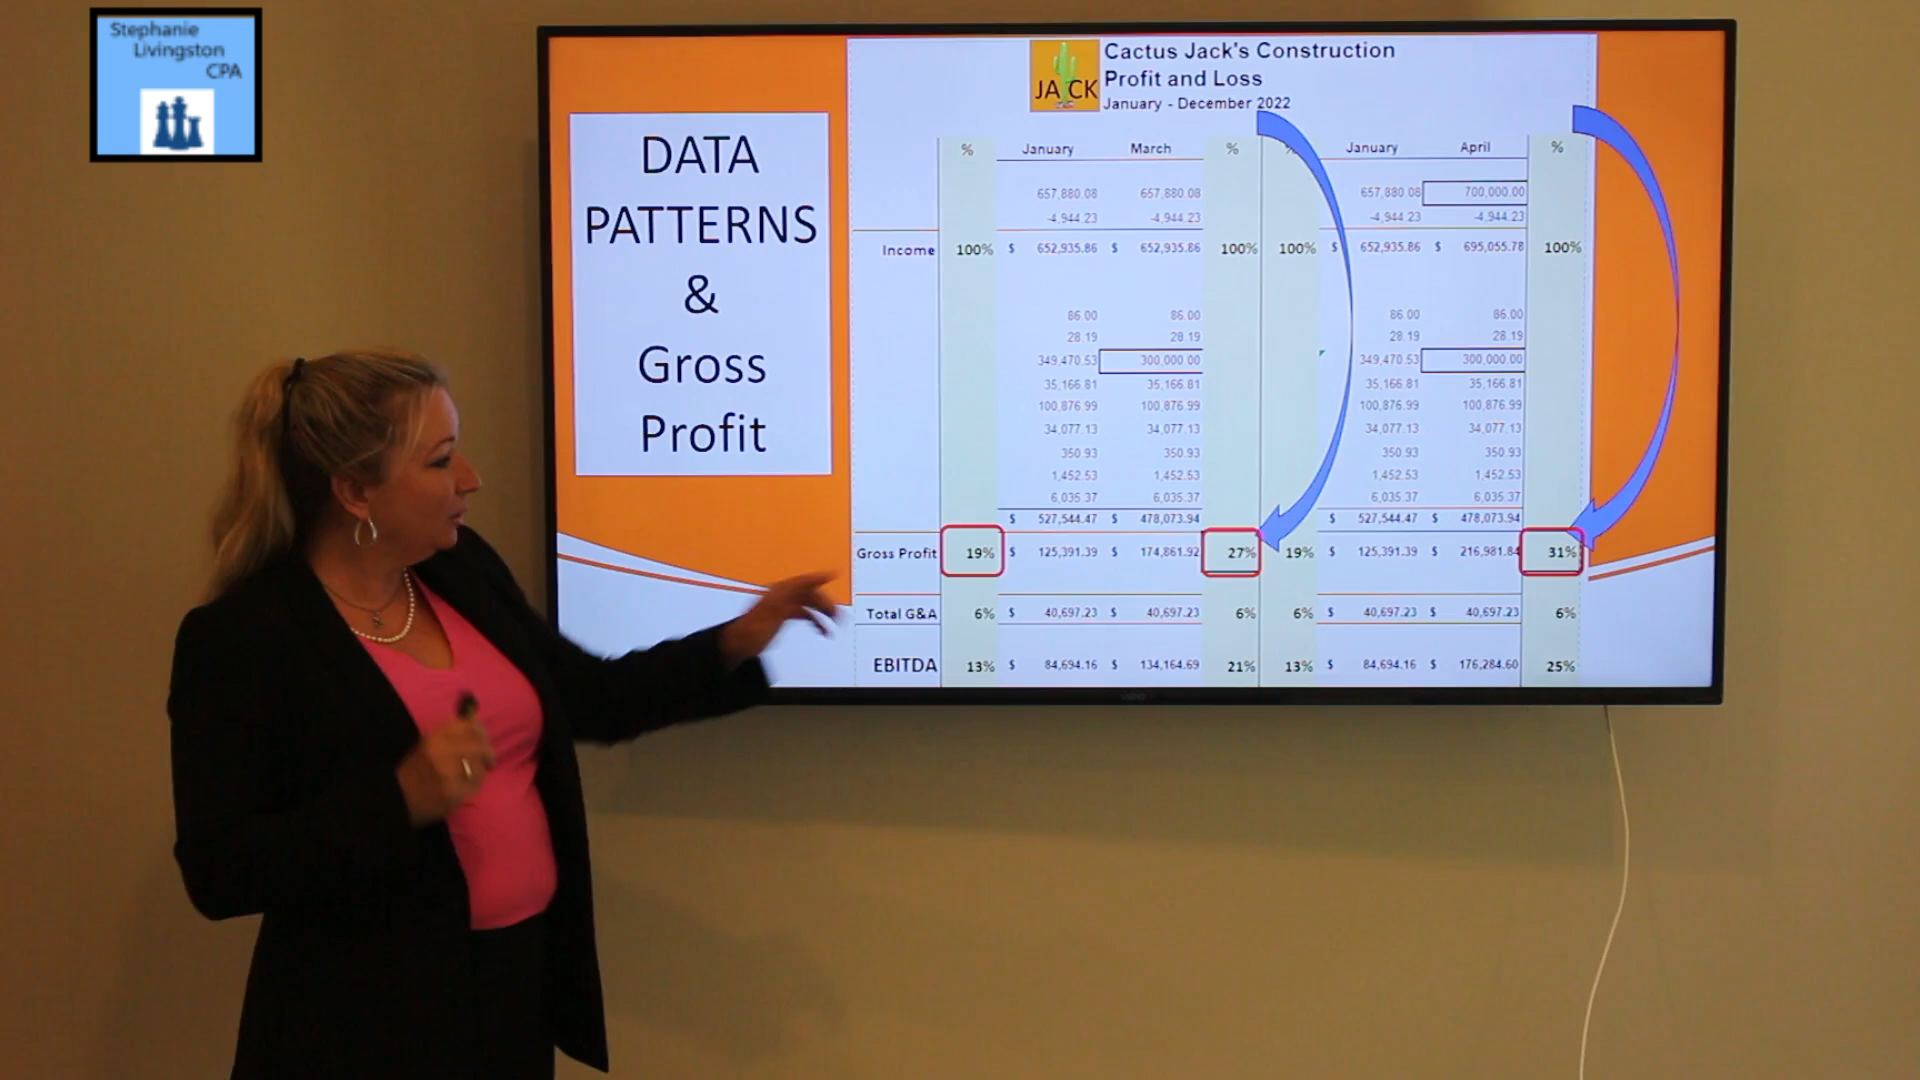 Stephanie
Livingston
CPA
DATA
PATTERNS
&
Gross
Profit
JACK
Cactus Jack's Construction
Profit and Loss
January - December 2022
% January March % % January April %
657,880.08 657,880.08 657,880.08 700,000.00
-4,944.23 -4,944.23 -4,944.23 -4,944.23
Income 100% $ 652,935.86 $ 652,935.86 100% 100% $ 652,935.86 $ 695,055.78 100%
86.00 86.00 86.00 86.00
28.19 28.19 28.19 28.19
349,470.53 300,000.00 349,470.53 300,000.00
35,166.81 35,166.81 35,166.81 35,166.81
100,876.99 100,876.99 100,876.99 100,876.99
34,077.13 34,077.13 34,077.13 34,077.13
350.93 350.93 350.93 350.93
1,452.53 1,452.53 1,452.53 1,452.53
6,035.37 6,035.37 6,035.37 6,035.37
$ 527,544.47 $ 478,073.94 $ 527,544.47 $ 478,073.94
Gross Profit 19% $ 125,391.39 $ 174,861.92 27% 19% $ 125,391.39 $ 216,981.84 31%
Total G&A 6% $ 40,697.23 $ 40,697.23 6% 6% $ 40,697.23 $ 40,697.23 6%
EBITDA 13% $ 84,694.16 $ 134,164.69 21% 13% $ 84,694.16 $ 176,284.60 25%